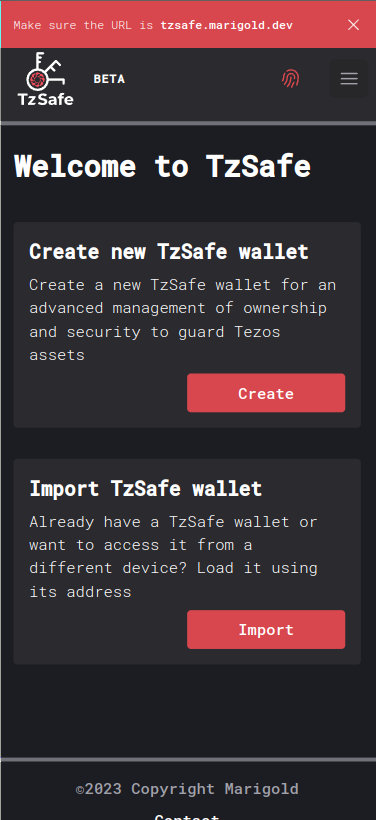 Make sure the URL is tzsafe.marigold.dev
TzSafe
BETA
Welcome to TzSafe
Create new TzSafe wallet
Create a new TzSafe wallet for an
advanced management of ownership
and security to guard Tezos
assets
Create
Import TzSafe wallet
Already have a TzSafe wallet or
want to access it from a
different device? Load it using
its address
Import
©2023 Copyright Marigold
Contact